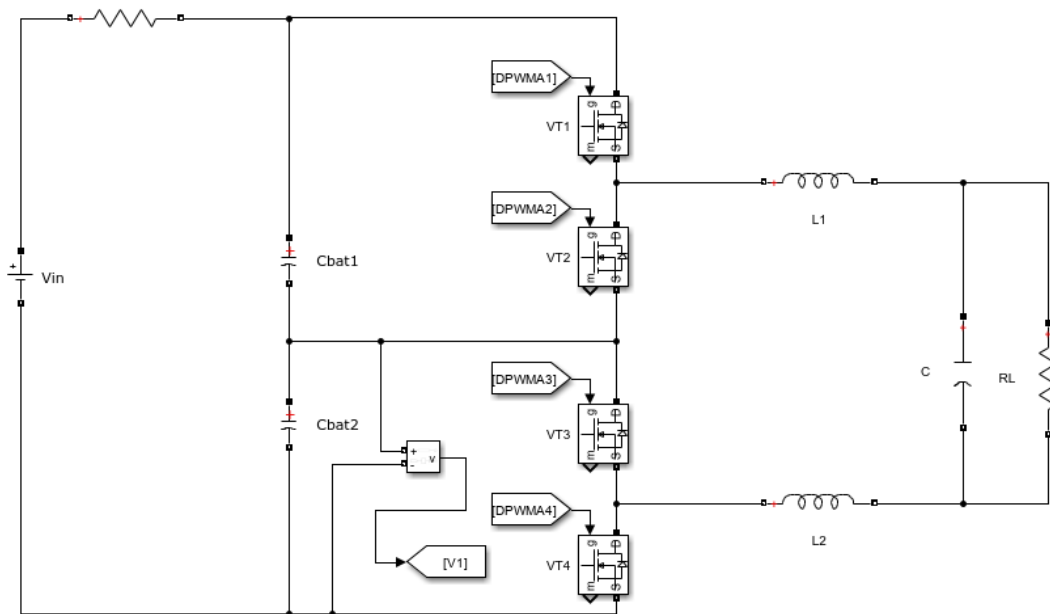 [DPWMA1]
g
D
VT1
m
S
[DPWMA2]
g
D
L1
VT2
m
S
+
Vin
Cbat1
[DPWMA3]
g
D
C
RL
Cbat2
VT3
m
S
+
-
v
[DPWMA4]
g
D
L2
[V1]
VT4
m
S